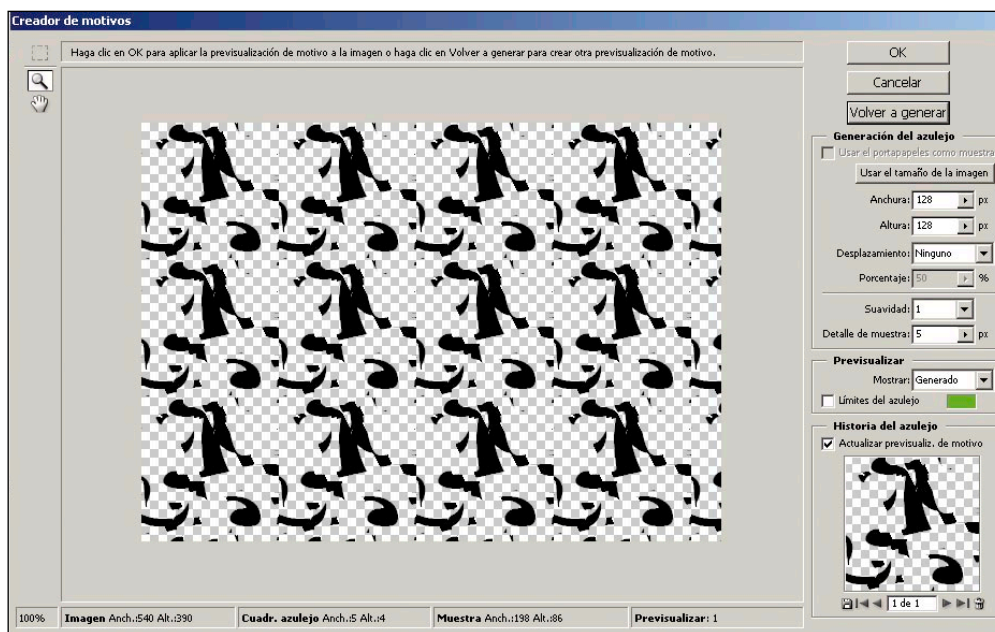 Creador de motivos
Haga clic en OK para aplicar la previsualización de motivo a la imagen o haga clic en Volver a generar para crear otra previsualización de motivo.
OK
Cancelar
Volver a generar
Generación del azulejo
Usar el portapapeles como muestra
Usar el tamaño de la imagen
Anchura: 128 px
Altura: 128 px
Desplazamiento: Ninguno
Porcentaje: 50 %
Suavidad: 1
Detalle de muestra: 5 px
Previsualizar
Mostrar: Generado
Límites del azulejo
Historia del azulejo
Actualizar previsualiz. de motivo
1 de 1
100% Imagen Anch.:540 Alt.:390 Cuadr. azulejo Anch.:5 Alt.:4 Muestra Anch.:198 Alt.:86 Previsualizar: 1